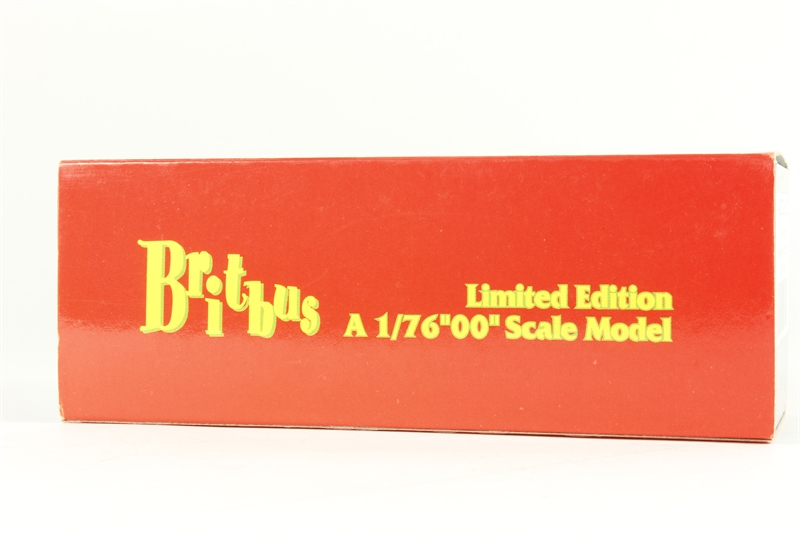 Britbus
Limited Edition
A 1/76"00" Scale Model